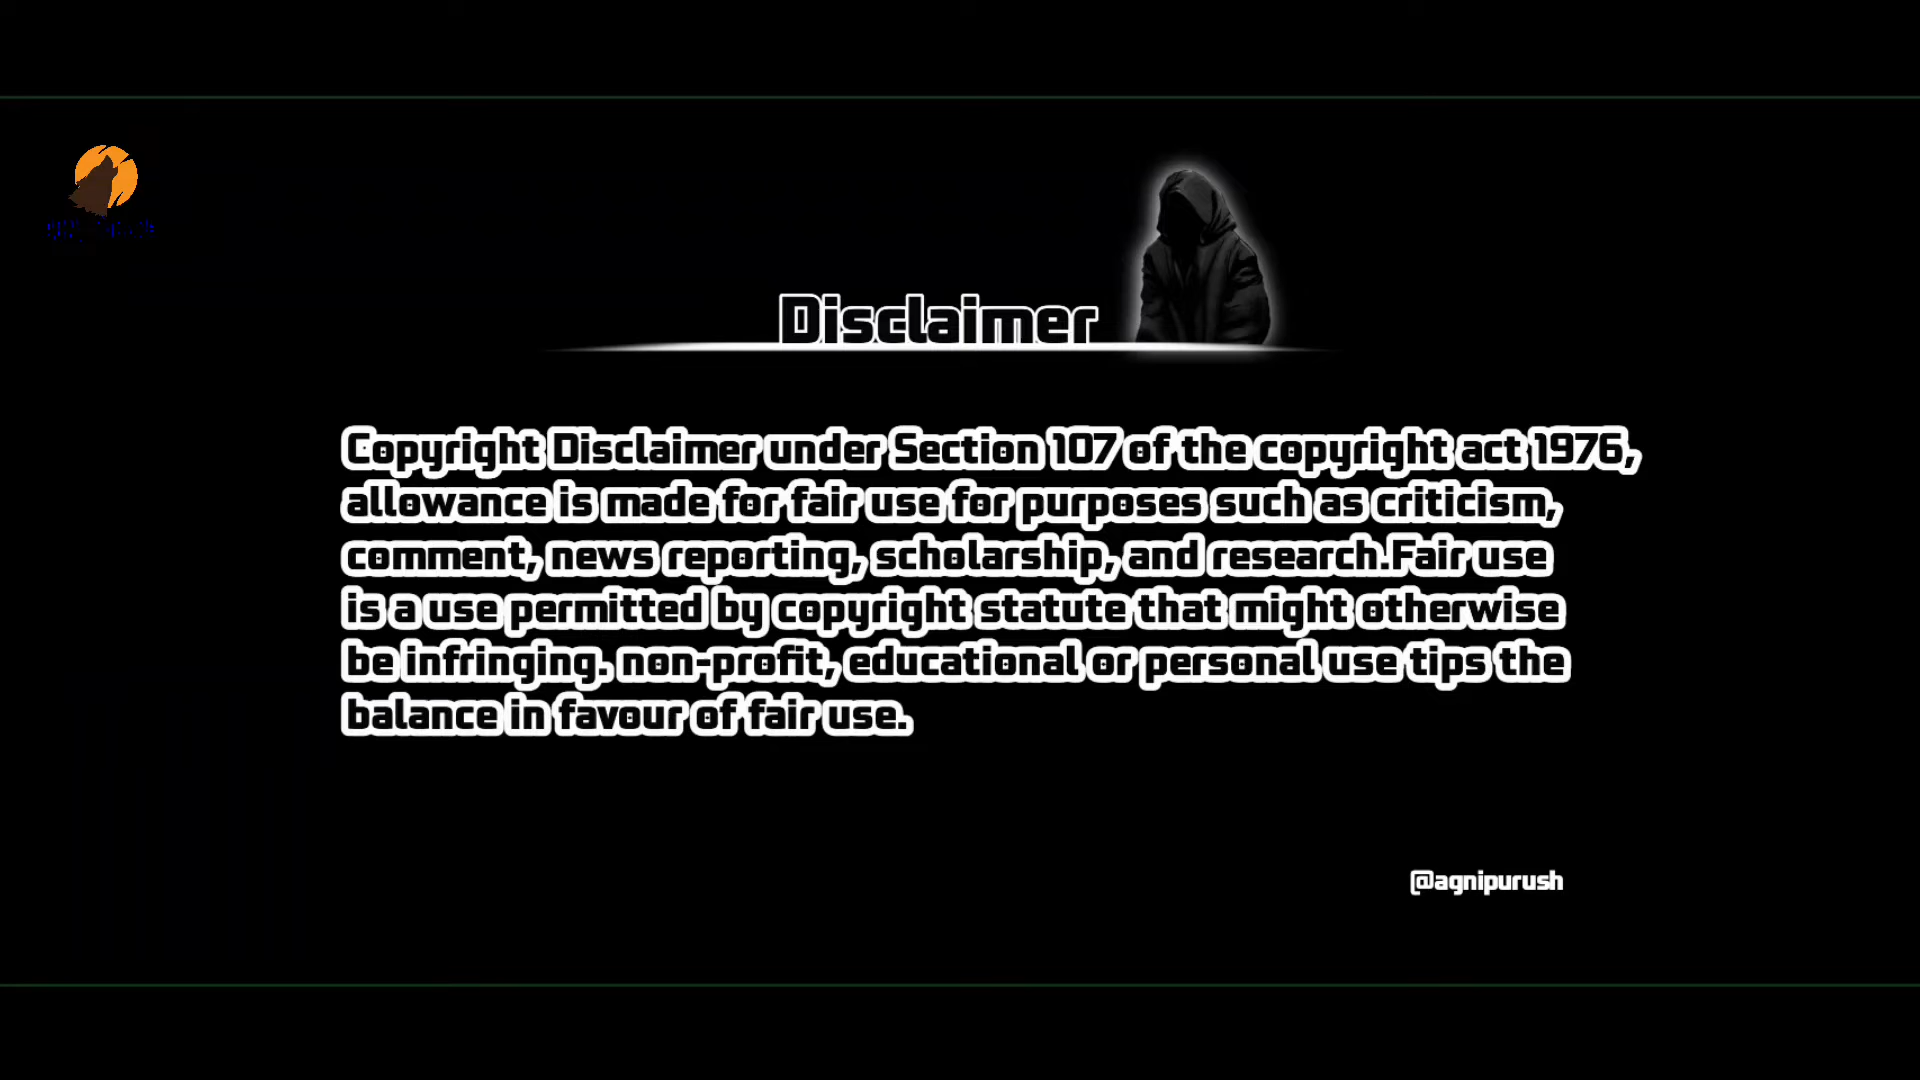 Disclaimer
Copyright Disclaimer under Section 107 of the copyright act 1976,
allowance is made for fair use for purposes such as criticism,
comment, news reporting, scholarship, and research.Fair use
is a use permitted by copyright statute that might otherwise
be infringing. non-profit, educational or personal use tips the
balance in favour of fair use.
@agnipurush